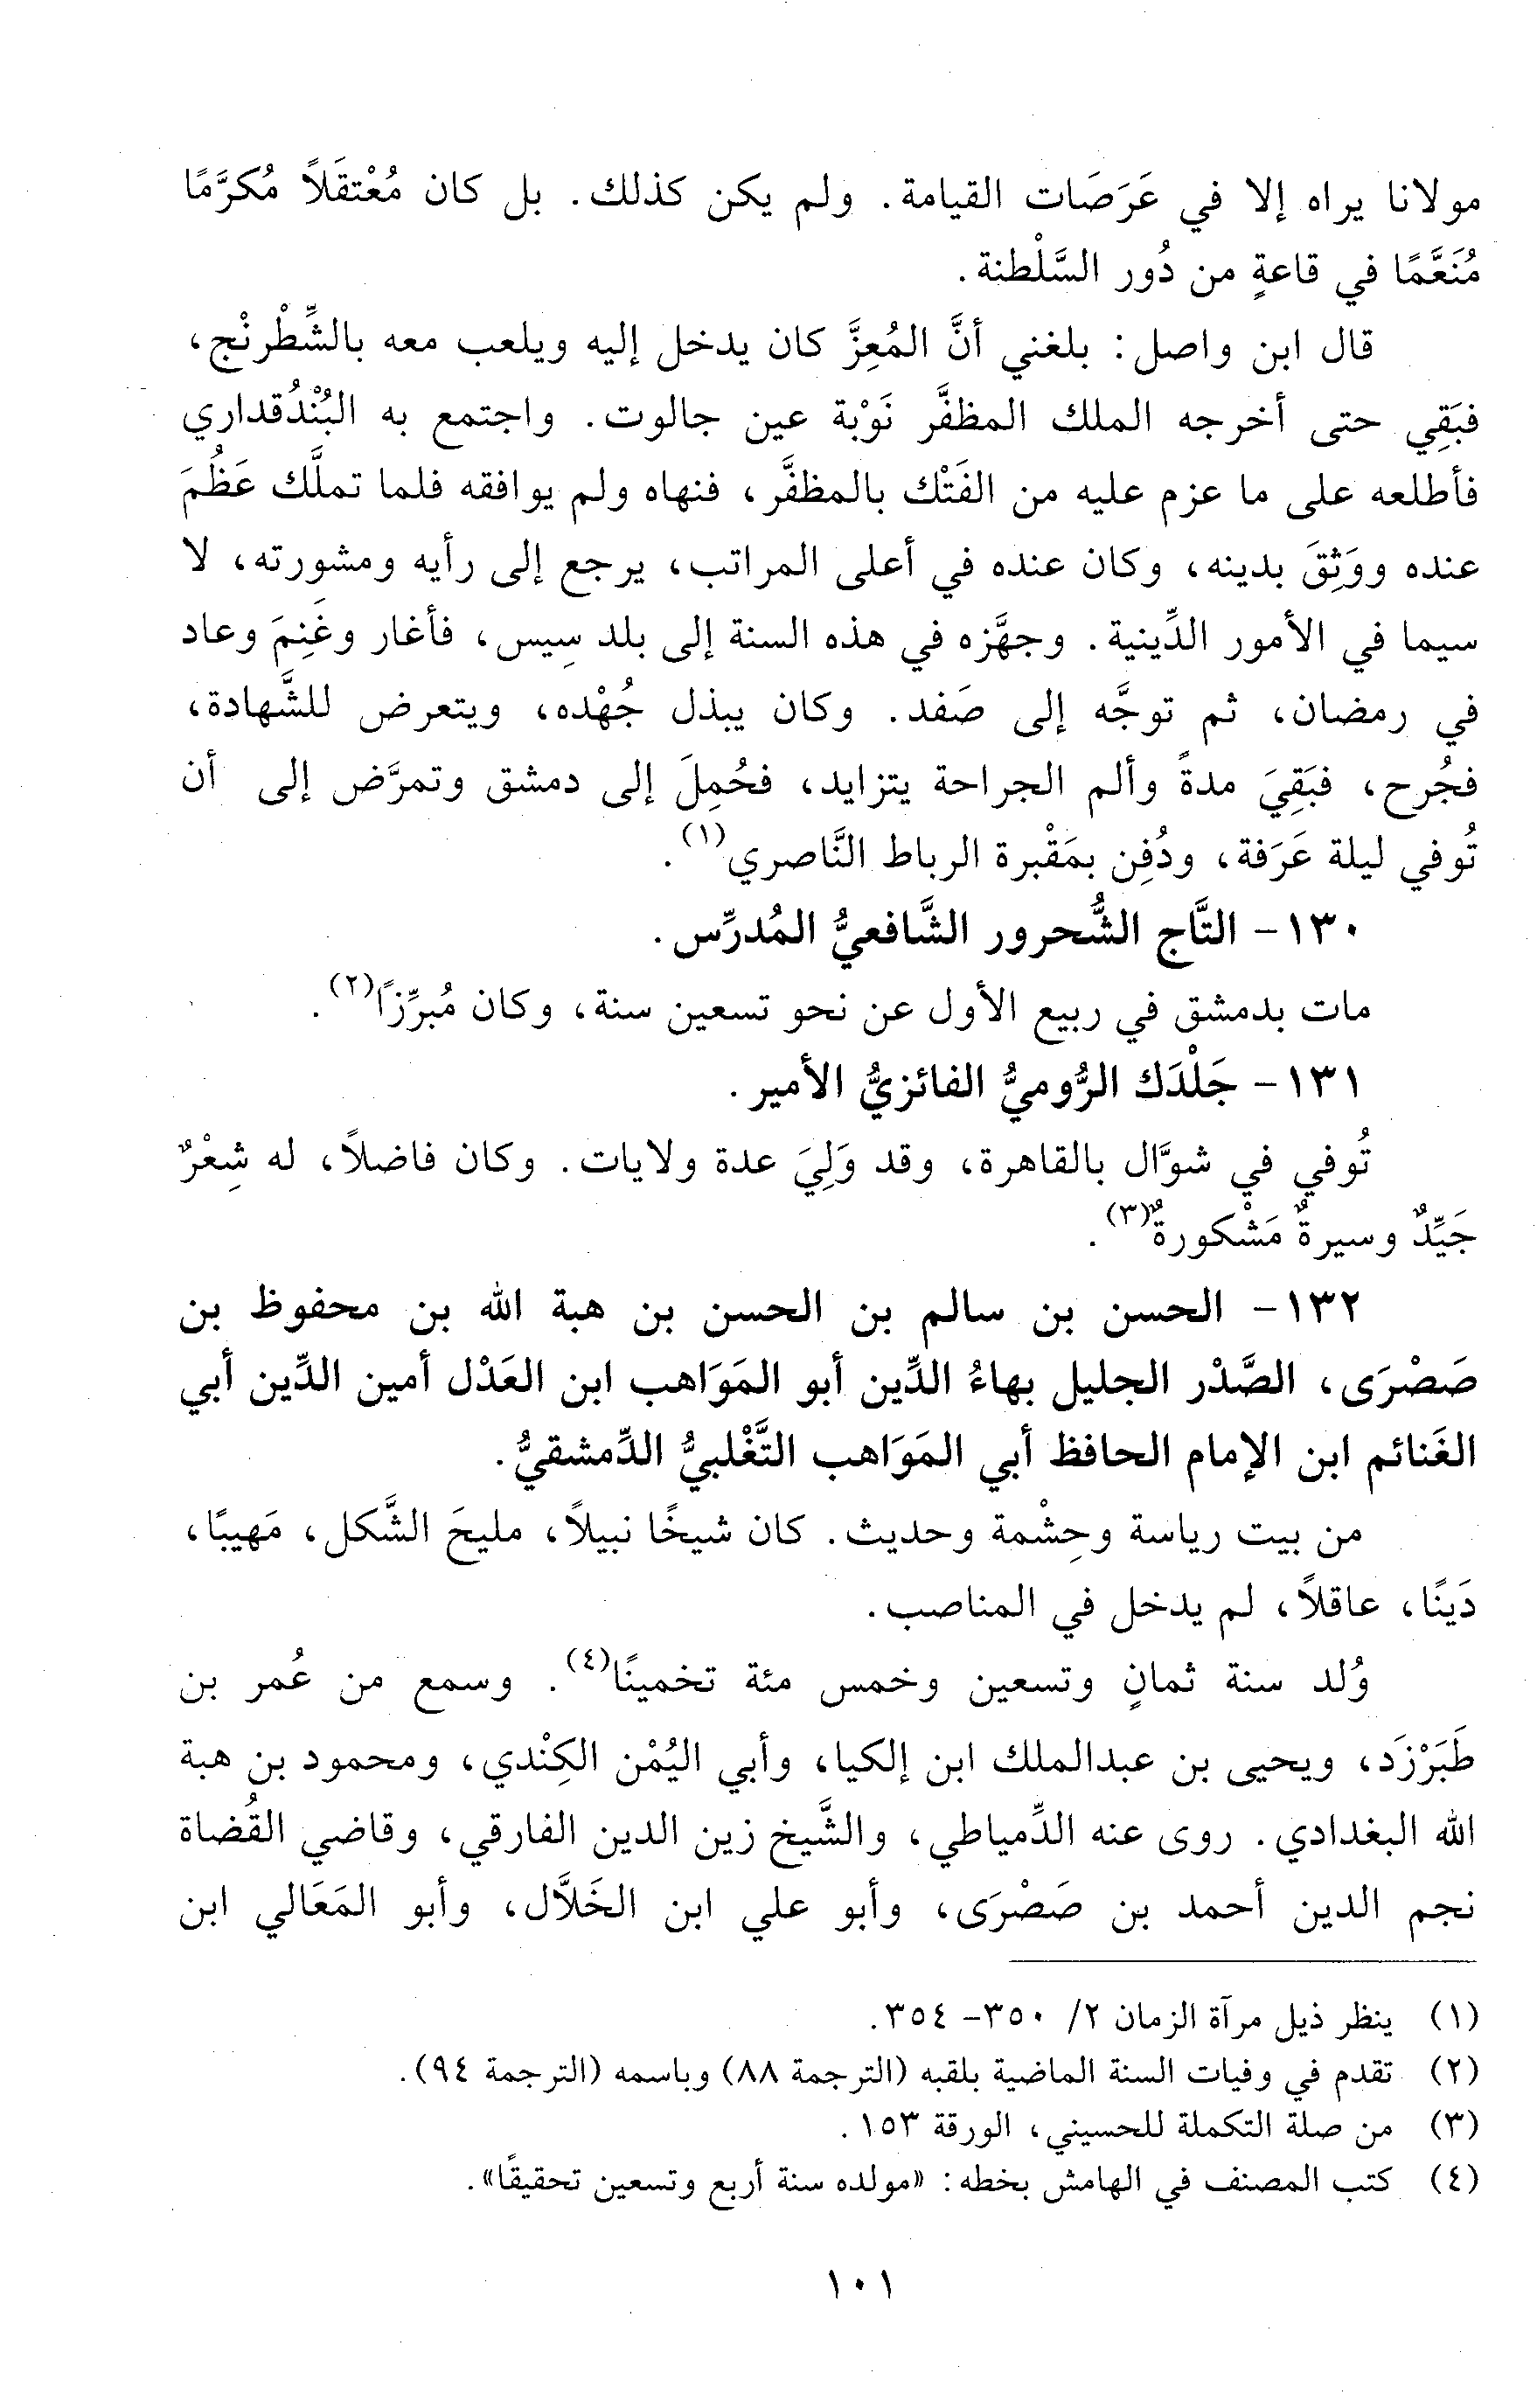 مولانا يراه إلا في عَرَصَات القيامة. ولم يكن كذلك. بل كان مُعْتقَلاً مُكرَّمًا
مُنَعَّمًا في قاعةٍ من دُور السَّلْطنة.
قال ابن واصل: بلغني أنَّ المُعِزَّ كان يدخل إليه ويلعب معه بالشِّطْرنْج،
فبَقِي حتى أخرجه الملك المظفَّر نَوْبة عين جالوت. واجتمع به البُنْدُقداري
فأطلعه على ما عزم عليه من الفَتْك بالمظفَّر، فنهاه ولم يوافقه فلما تملَّك عَظُمَ
عنده ووَثِقَ بدينه، وكان عنده في أعلى المراتب، يرجع إلى رأيه ومشورته، لا
سيما في الأمور الدِّينية. وجهَّزه في هذه السنة إلى بلد سِيس، فأغار وغَنِمَ وعاد
في رمضان، ثم توجَّه إلى صَفد. وكان يبذل جُهْده، ويتعرض للشَّهادة،
فجُرح، فبَقِيَ مدةً وألم الجراحة يتزايد، فحُمِلَ إلى دمشق وتمرَّض إلى أن
تُوفي ليلة عَرَفة، ودُفِن بمَقْبرة الرباط النَّاصري(١).
١٣٠- التَّاج الشُّحرور الشَّافعيُّ المُدرِّس.
مات بدمشق في ربيع الأول عن نحو تسعين سنة، وكان مُبرِّزاً(٢).
١٣١- جَلْدَك الرُّوميُّ الفائزيُّ الأمير.
تُوفي في شوَّال بالقاهرة، وقد وَلِيَ عدة ولايات. وكان فاضلاً، له شِعْرٌ
جَيِّدٌ وسيرةٌ مَشْكورةٌ(٣).
١٣٢- الحسن بن سالم بن الحسن بن هبة الله بن محفوظ بن
صَصْرَى، الصَّدْر الجليل بهاءُ الدِّين أبو المَوَاهب ابن العَدْل أمين الدِّين أبي
الغَنائم ابن الإمام الحافظ أبي المَوَاهب التَّغْلبيُّ الدِّمشقيُّ.
من بيت رياسة وحِشْمة وحديث. كان شيخًا نبيلاً، مليحَ الشَّكل، مَهيبًا،
دَينًا، عاقلاً، لم يدخل في المناصب.
وُلد سنة ثمانٍ وتسعين وخمس مئة تخمينًا(٤). وسمع من عُمر بن
طَبَرْزَد، ويحيى بن عبدالملك ابن إلكيا، وأبي اليُمْن الكِنْدي، ومحمود بن هبة
الله البغدادي. روى عنه الدِّمياطي، والشَّيخ زين الدين الفارقي، وقاضي القُضاة
نجم الدين أحمد بن صَصْرَى، وأبو علي ابن الخَلَّال، وأبو المَعَالي ابن
(١) ينظر ذيل مرآة الزمان ٢/ ٣٥٠- ٣٥٤.
(٢) تقدم في وفيات السنة الماضية بلقبه (الترجمة ٨٨) وباسمه (الترجمة ٩٤).
(٣) من صلة التكملة للحسيني، الورقة ١٥٣.
(٤) كتب المصنف في الهامش بخطه: «مولده سنة أربع وتسعين تحقيقًا».
١٠١